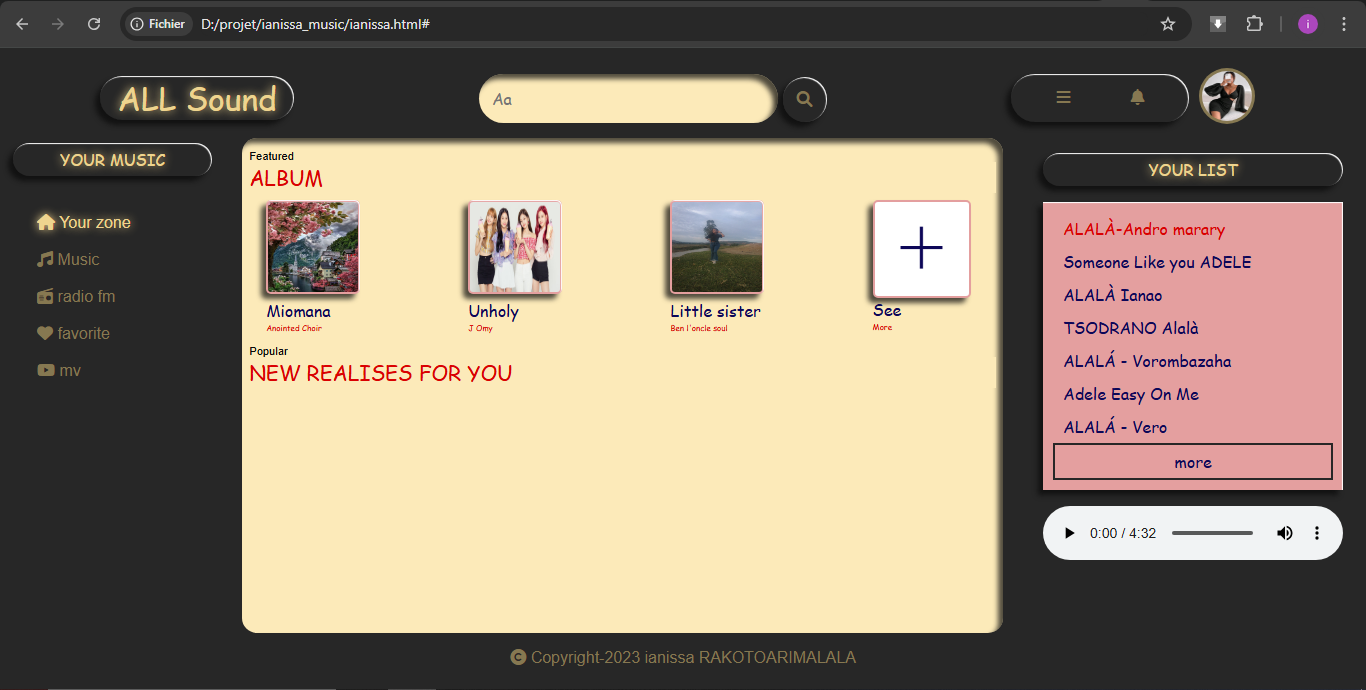 Fichier
D:/projet/ianissa_music/ianissa.html#
i
ALL Sound
Aa
YOUR MUSIC
Your zone
Music
radio fm
favorite
mv
Featured
ALBUM
Miomana
Anointed Choir
Unholy
J Omy
Little sister
Ben l'oncle soul
See
More
Popular
NEW REALISES FOR YOU
YOUR LIST
ALALÀ-Andro marary
Someone Like you ADELE
ALALÀ Ianao
TSODRANO Alalà
ALALÁ - Vorombazaha
Adele Easy On Me
ALALÁ - Vero
more
0:00 / 4:32
© Copyright-2023 ianissa RAKOTOARIMALALA